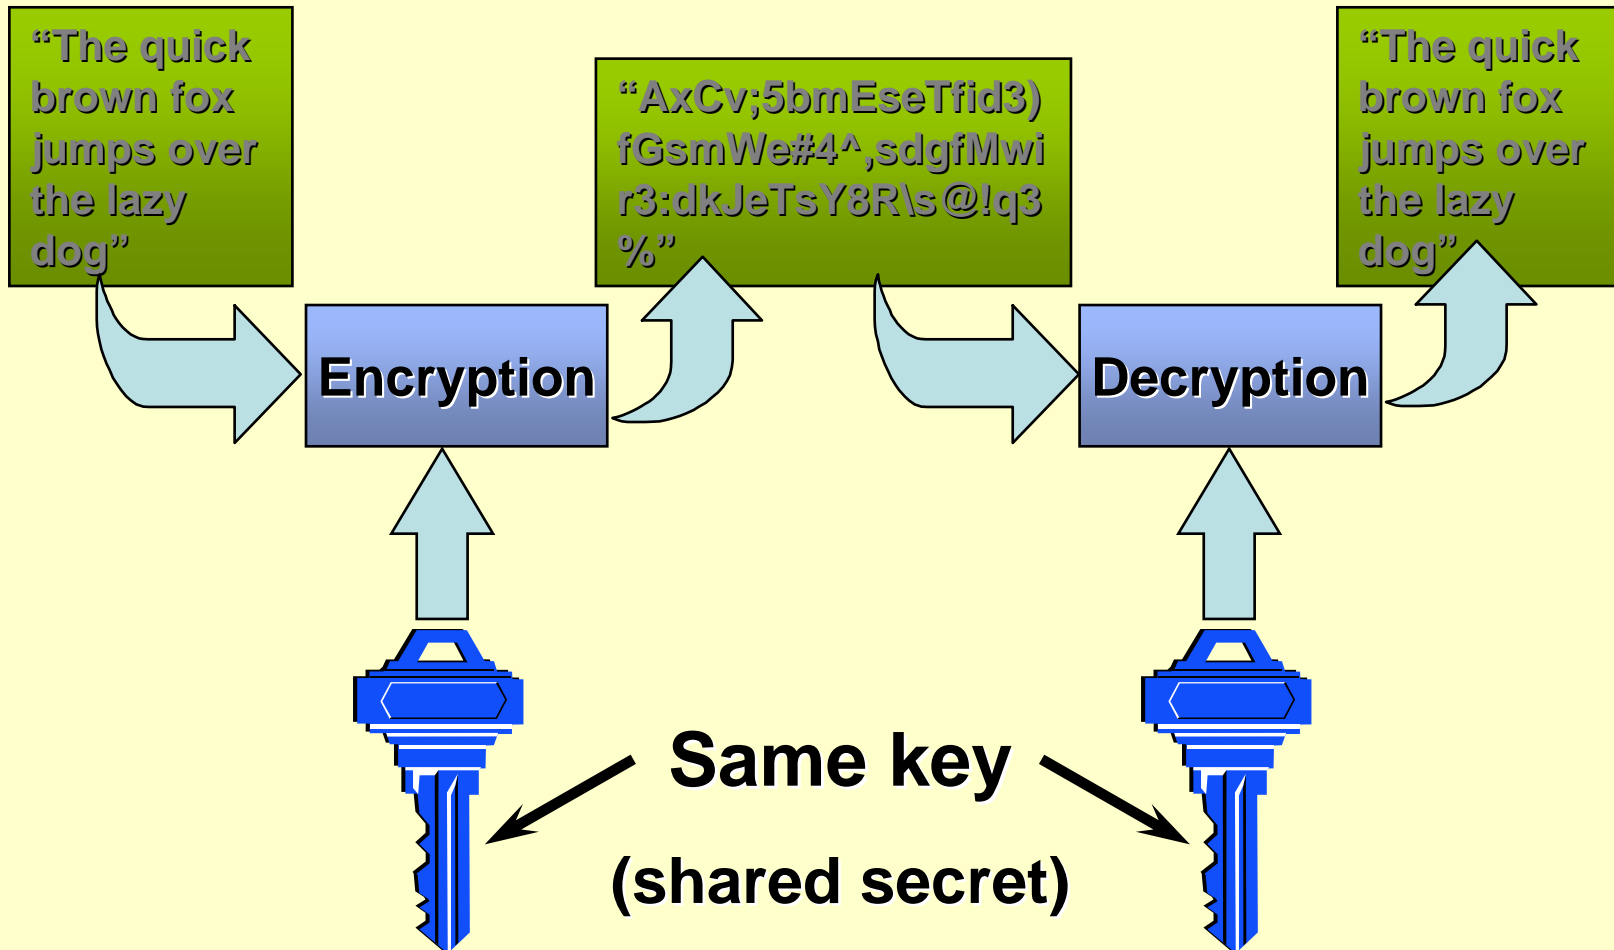 “The quick
brown fox
jumps over
the lazy
dog”
“AxCv;5bmEseTfid3)
fGsmWe#4^,sdgfMwi
r3:dkJeTsY8R\s@!q3
%”
“The quick
brown fox
jumps over
the lazy
dog”
Encryption
Decryption
Same key
(shared secret)